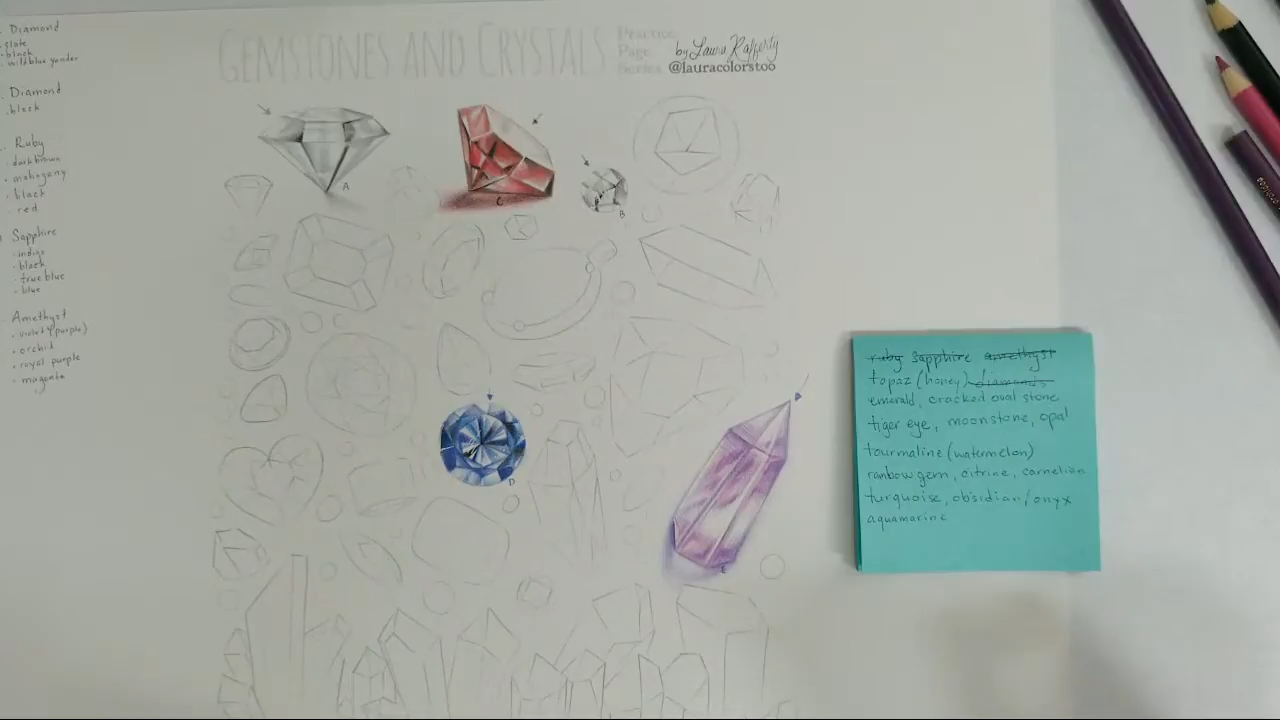 Diamond
slate
black
wild blue yonder
Diamond
black
Ruby
dark brown
mahogany
black
red
Sapphire
indigo
black
true blue
blue
Amethyst
violet (purple)
orchid
royal purple
magenta
GEMSTONES AND CRYSTALS
Practice
Page
Series
by Laura Rafferty
@lauracolorstoo
A
C
B
D
E
ruby sapphire amethyst
topaz (honey) diamonds
emerald, cracked oval stone
tiger eye, moonstone, opal
tourmaline (watermelon)
ranbow gem, citrine, carnelian
turquoise, obsidian/onyx
aquamarine